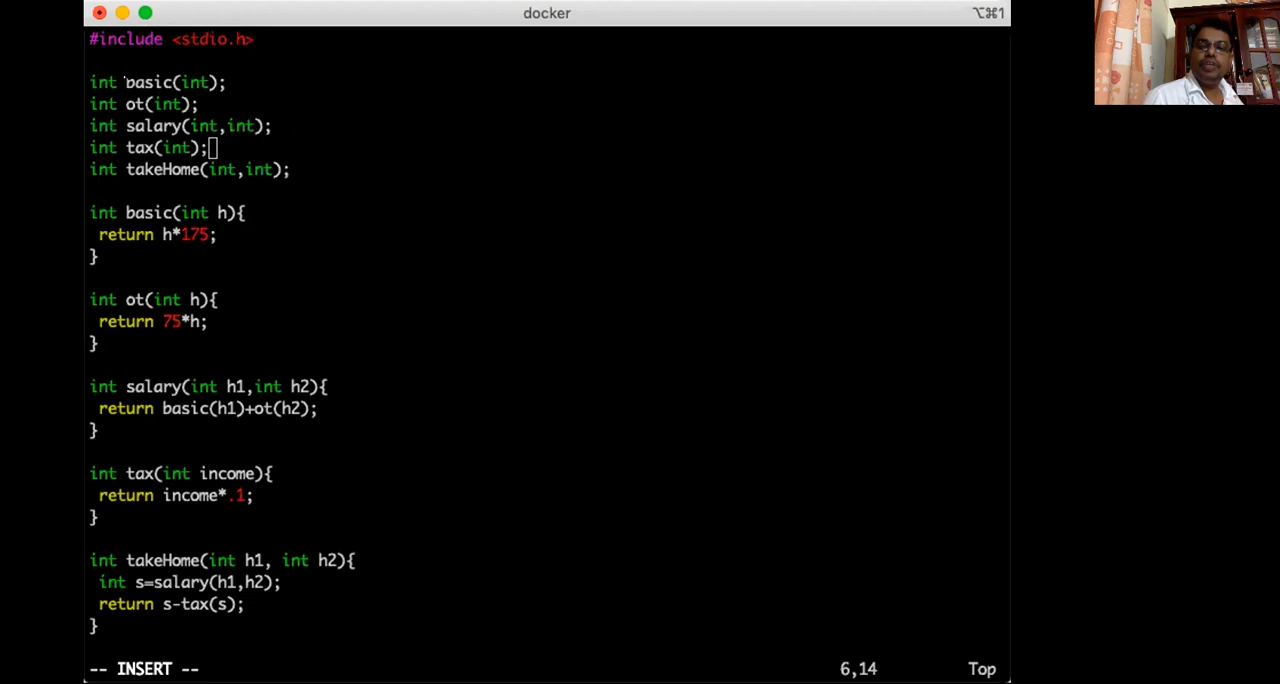 docker
⌥⌘1
#include <stdio.h>
int basic(int);
int ot(int);
int salary(int,int);
int tax(int);
int takeHome(int,int);
int basic(int h){
return h*175;
}
int ot(int h){
return 75*h;
}
int salary(int h1,int h2){
return basic(h1)+ot(h2);
}
int tax(int income){
return income*.1;
}
int takeHome(int h1, int h2){
int s=salary(h1,h2);
return s-tax(s);
}
-- INSERT -- 6,14 Top